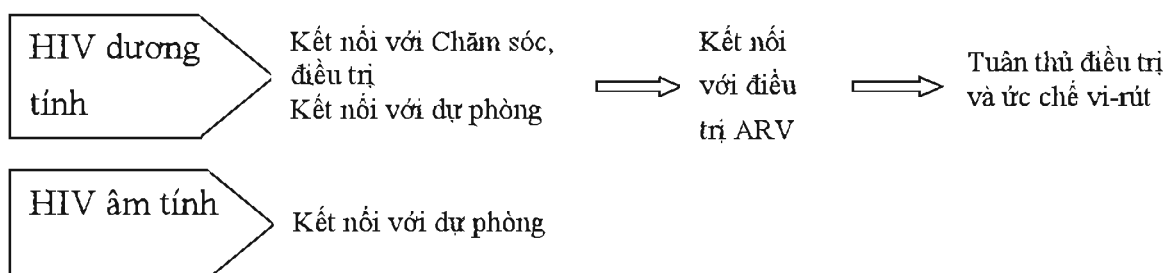 HIV dương
tính
Kết nối với Chăm sóc,
điều trị
Kết nối với dự phòng
Kết nối
với điều
trị ARV
Tuân thủ điều trị
và ức chế vi-rút
HIV âm tính
Kết nối với dự phòng